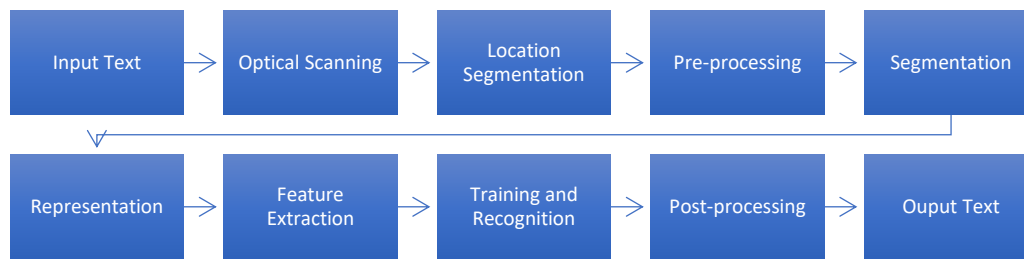 Input Text
Optical Scanning
Location
Segmentation
Pre-processing
Segmentation
Representation
Feature
Extraction
Training and
Recognition
Post-processing
Ouput Text